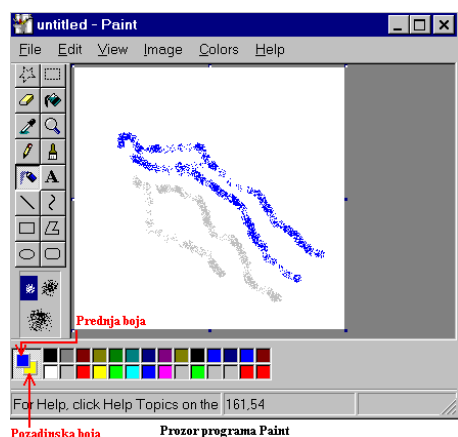 untitled - Paint
File Edit View Image Colors Help
A
Prednja boja
For Help, click Help Topics on the 161,54
Pozadinska boja
Prozor programa Paint